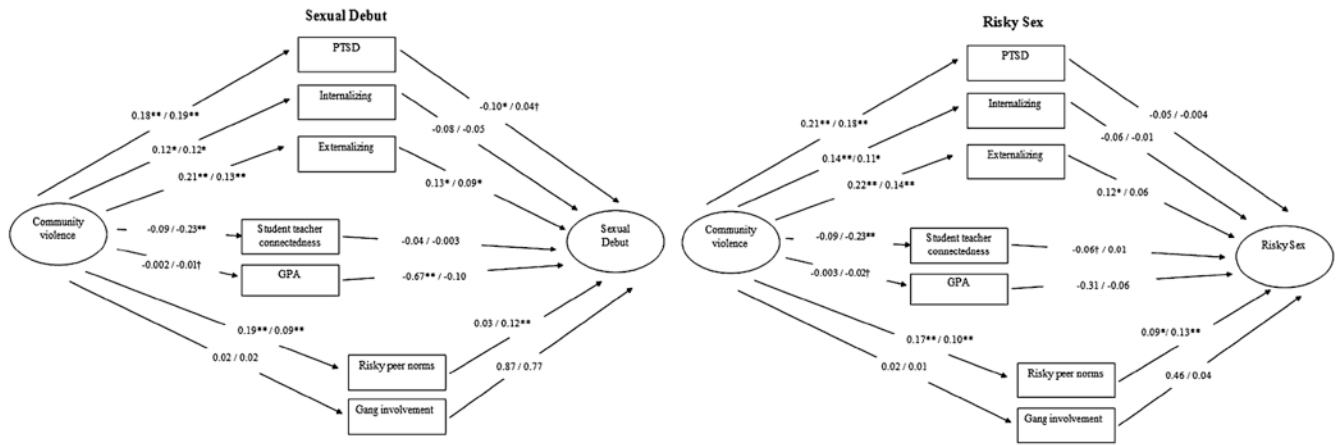 Sexual Debut
PTSD
0.18** / 0.19**
-0.10* / 0.04†
Internalizing
0.12* / 0.12*
-0.08 / -0.05
Externalizing
0.21** / 0.13**
0.13* / 0.09*
Community
violence
-0.09 / -0.23**
Student teacher
connectedness
-0.04 / -0.003
Sexual
Debut
-0.002 / -0.01†
GPA
-0.67** / -0.10
0.19** / 0.09**
0.03 / 0.12**
0.02 / 0.02
Risky peer norms
0.87 / 0.77
Gang involvement
Risky Sex
PTSD
0.21** / 0.18**
-0.05 / -0.004
Internalizing
0.14** / 0.11*
-0.06 / -0.01
Externalizing
0.22** / 0.14**
0.12* / 0.06
Community
violence
-0.09 / -0.23**
Student teacher
connectedness
-0.06† / 0.01
Risky Sex
-0.003 / -0.02†
GPA
-0.31 / -0.06
0.17** / 0.10**
0.09*/ 0.13**
0.02 / 0.01
Risky peer norms
0.46 / 0.04
Gang involvement